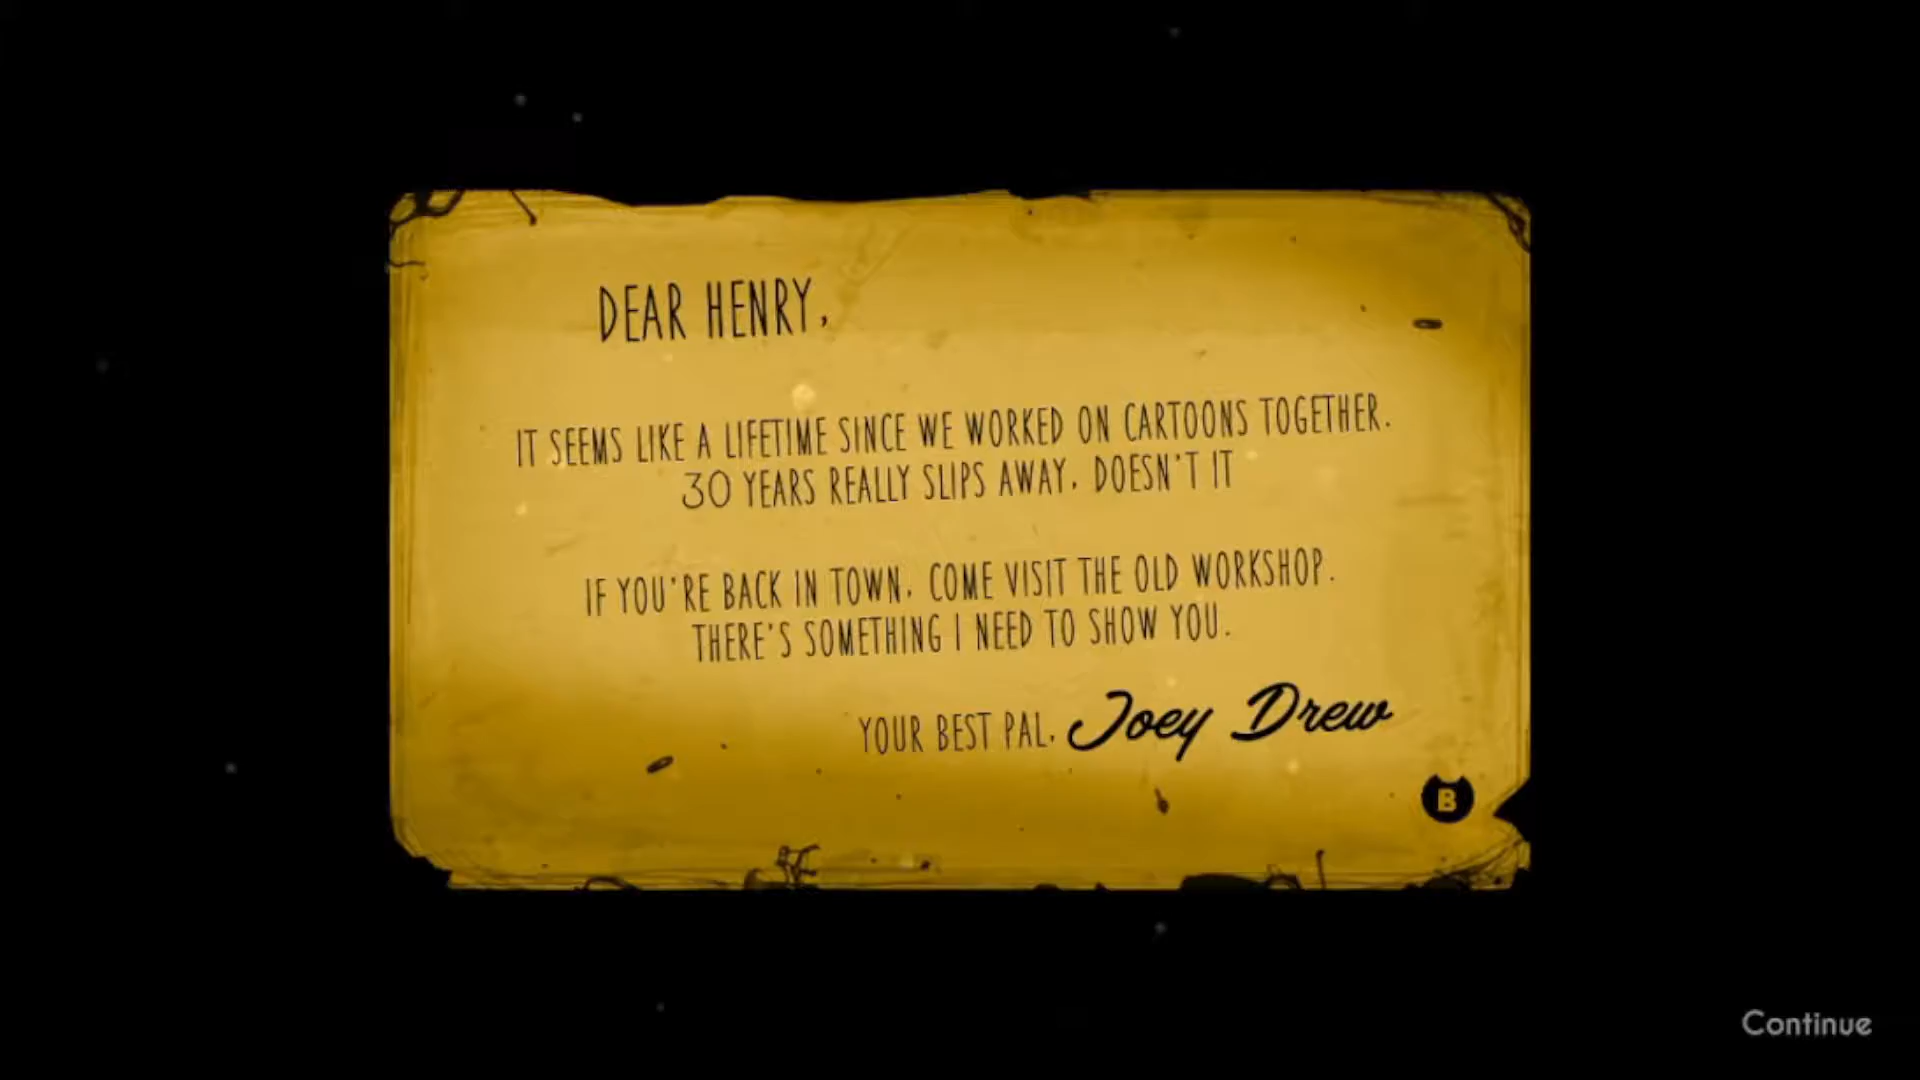 DEAR HENRY,
IT SEEMS LIKE A LIFETIME SINCE WE WORKED ON CARTOONS TOGETHER.
30 YEARS REALLY SLIPS AWAY, DOESN'T IT
IF YOU'RE BACK IN TOWN, COME VISIT THE OLD WORKSHOP.
THERE'S SOMETHING I NEED TO SHOW YOU.
YOUR BEST PAL, Joey Drew
B
Continue